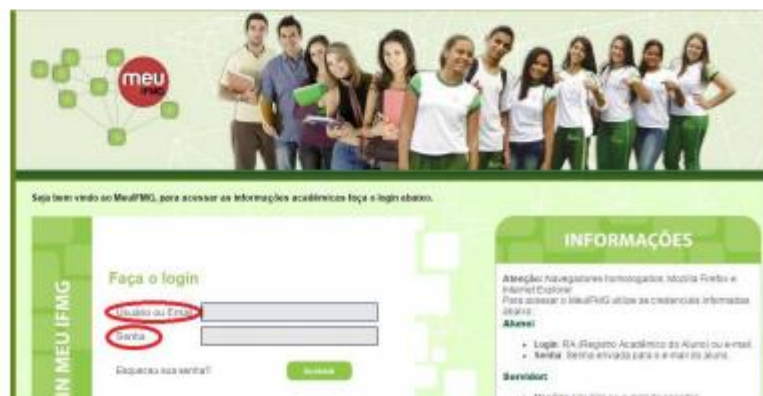 meu
IFMG
Seja bem vindo ao MeuIFMG, para acessar as informações acadêmicas faça o login abaixo.
IN MEU IFMG
Faça o login
Usuário ou Email
Senha
Esqueceu sua senha?
Acessar
INFORMAÇÕES
Atenção: Navegadores homologados: Mozilla Firefox e
Internet Explorer
Para acessar o MeuIFMG utilize as credenciais informadas
abaixo:
Aluno:
Login: RA (Registro Acadêmico do Aluno) ou e-mail.
Senha: Senha enviada para o e-mail do aluno.
Servidor: